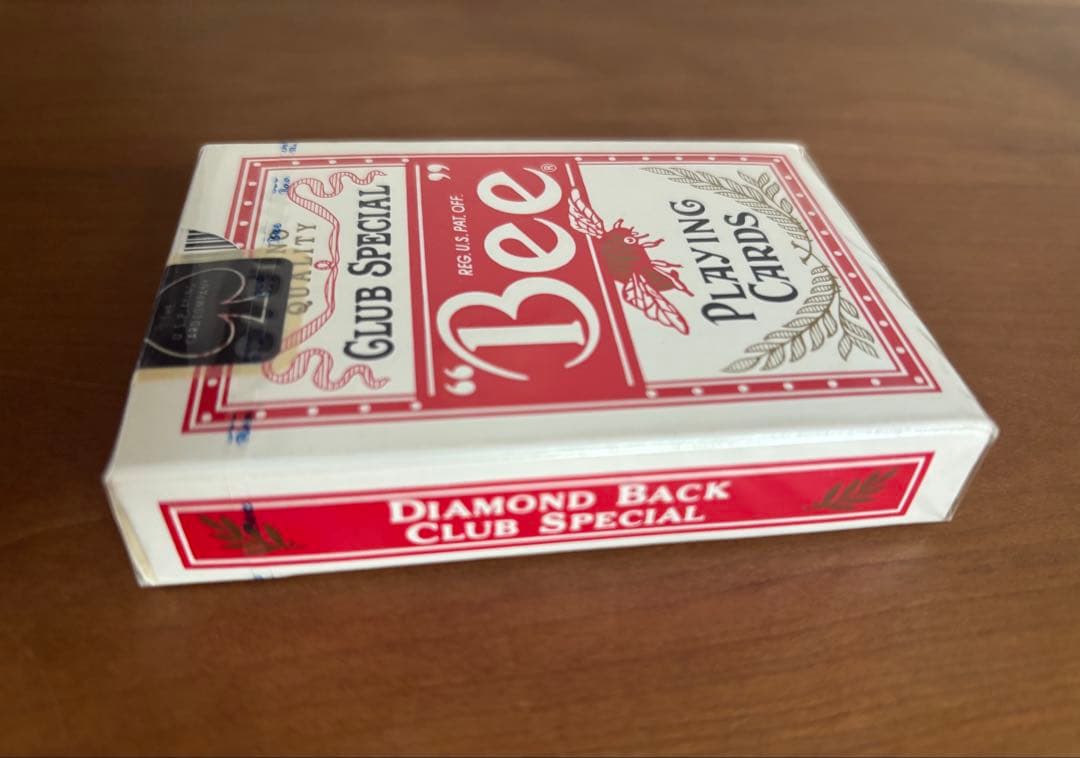 QUALITY
CLUB SPECIAL
REG. U.S. PAT. OFF.
“Bee”®
PLAYING
CARDS
DIAMOND BACK
CLUB SPECIAL